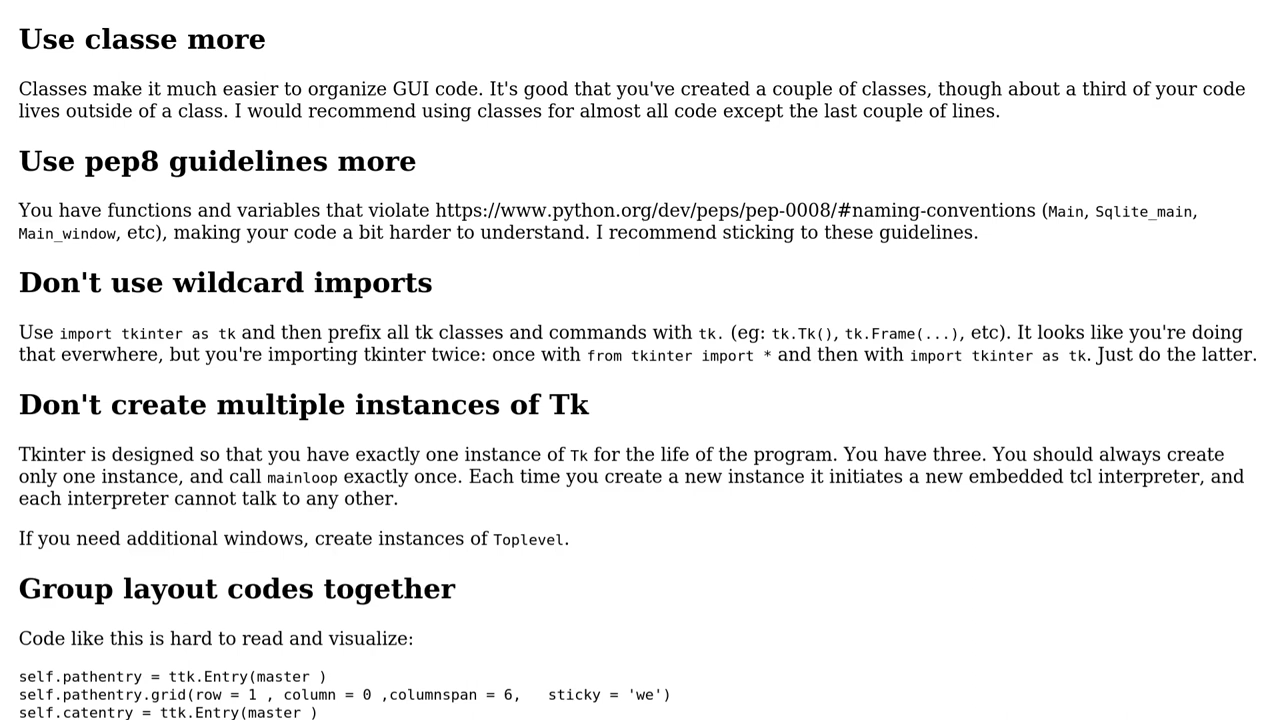 Use classe more
Classes make it much easier to organize GUI code. It's good that you've created a couple of classes, though about a third of your code
lives outside of a class. I would recommend using classes for almost all code except the last couple of lines.
Use pep8 guidelines more
You have functions and variables that violate https://www.python.org/dev/peps/pep-0008/#naming-conventions (Main, Sqlite_main,
Main_window, etc), making your code a bit harder to understand. I recommend sticking to these guidelines.
Don't use wildcard imports
Use import tkinter as tk and then prefix all tk classes and commands with tk. (eg: tk.Tk(), tk.Frame(...), etc). It looks like you're doing
that everwhere, but you're importing tkinter twice: once with from tkinter import * and then with import tkinter as tk. Just do the latter.
Don't create multiple instances of Tk
Tkinter is designed so that you have exactly one instance of Tk for the life of the program. You have three. You should always create
only one instance, and call mainloop exactly once. Each time you create a new instance it initiates a new embedded tcl interpreter, and
each interpreter cannot talk to any other.
If you need additional windows, create instances of Toplevel.
Group layout codes together
Code like this is hard to read and visualize:
self.pathentry = ttk.Entry(master )
self.pathentry.grid(row = 1 , column = 0 ,columnspan = 6,   sticky = 'we')
self.catentry = ttk.Entry(master )